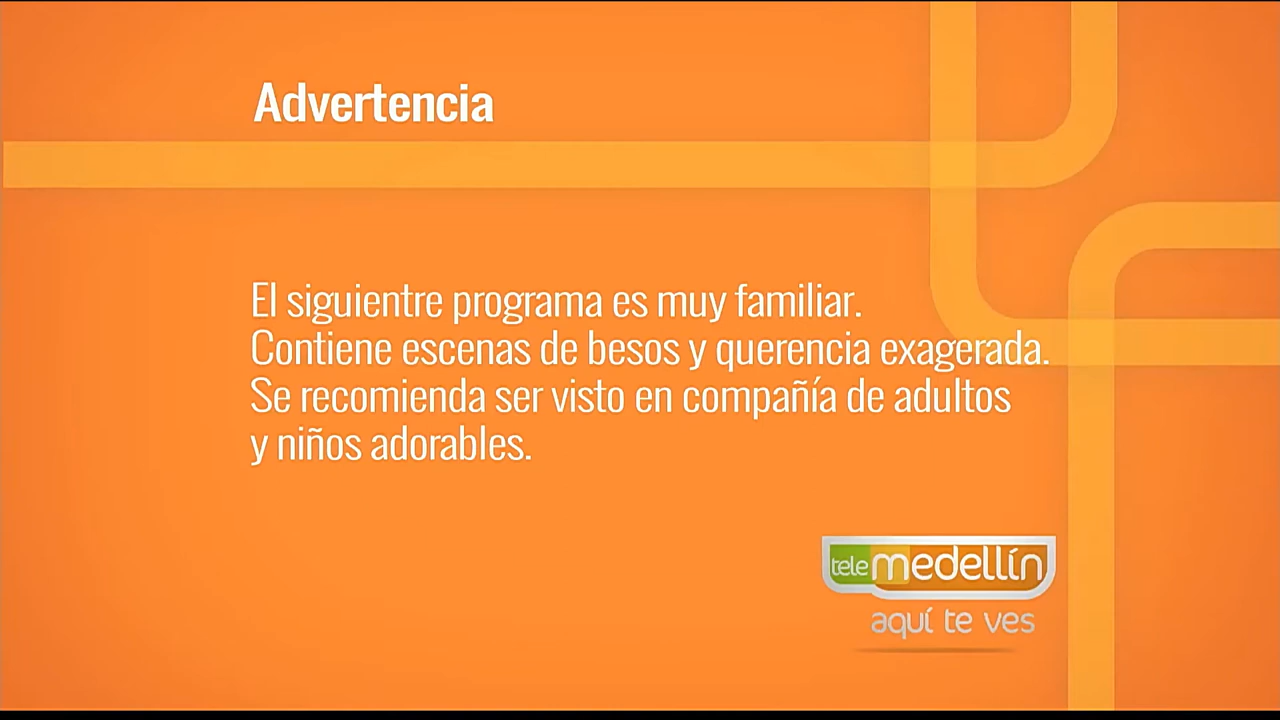 Advertencia
El siguientre programa es muy familiar.
Contiene escenas de besos y querencia exagerada.
Se recomienda ser visto en compañía de adultos
y niños adorables.
telemedellín
aquí te ves